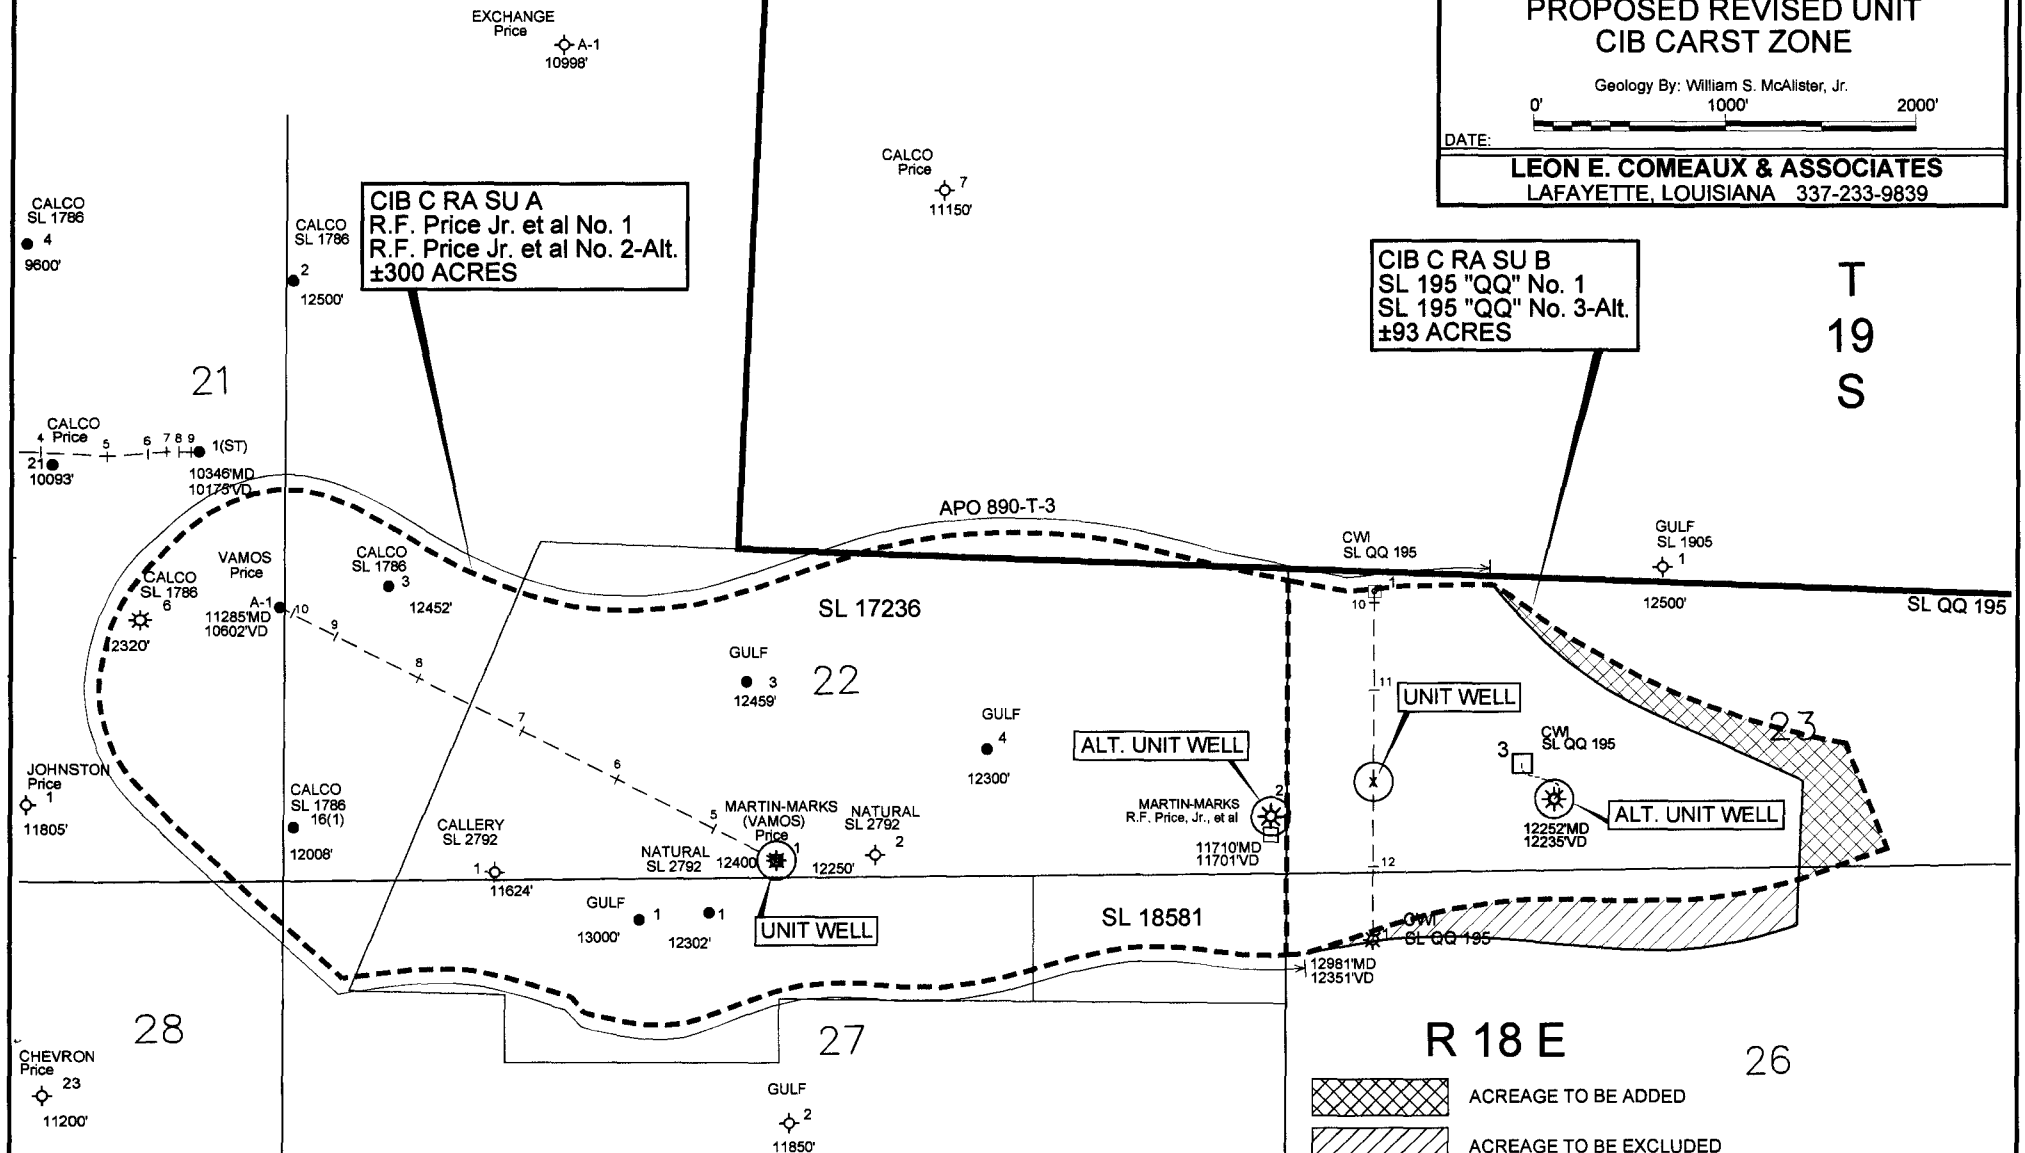 PROPOSED REVISED UNIT
CIB CARST ZONE
Geology By: William S. McAlister, Jr.
0' 1000' 2000'
DATE:
LEON E. COMEAUX & ASSOCIATES
LAFAYETTE, LOUISIANA 337-233-9839
EXCHANGE
Price
A-1
10998'
CALCO
Price
7
11150'
CALCO
SL 1786
4
9600'
CALCO
SL 1786
2
12500'
CIB C RA SU A
R.F. Price Jr. et al No. 1
R.F. Price Jr. et al No. 2-Alt.
±300 ACRES
CIB C RA SU B
SL 195 "QQ" No. 1
SL 195 "QQ" No. 3-Alt.
±93 ACRES
T
19
S
21
CALCO
Price
4 5 6 7 8 9
1(ST)
21
10093'
10346'MD
10175'VD
APO 890-T-3
CWI
SL QQ 195
GULF
SL 1905
1
12500'
SL QQ 195
VAMOS
Price
A-1
11285'MD
10602'VD
CALCO
SL 1786
3
12452'
CALCO
SL 1786
6
2320'
10 9 8 7 6 5
SL 17236
GULF
3
12459'
22
GULF
4
12300'
1
10
11
12
UNIT WELL
ALT. UNIT WELL
23
CWI
SL QQ 195
3
12252'MD
12235'VD
ALT. UNIT WELL
MARTIN-MARKS
R.F. Price, Jr., et al
2
11710'MD
11701'VD
JOHNSTON
Price
1
11805'
CALCO
SL 1786
16(1)
12008'
CALLERY
SL 2792
1
11624'
MARTIN-MARKS
(VAMOS)
Price
1
NATURAL
SL 2792
12400'
NATURAL
SL 2792
2
12250'
UNIT WELL
GULF
1
13000'
1
12302'
SL 18581
CWI
SL QQ 195
1
12981'MD
12351'VD
28
27
R 18 E
26
CHEVRON
Price
23
11200'
GULF
2
11850'
ACREAGE TO BE ADDED
ACREAGE TO BE EXCLUDED